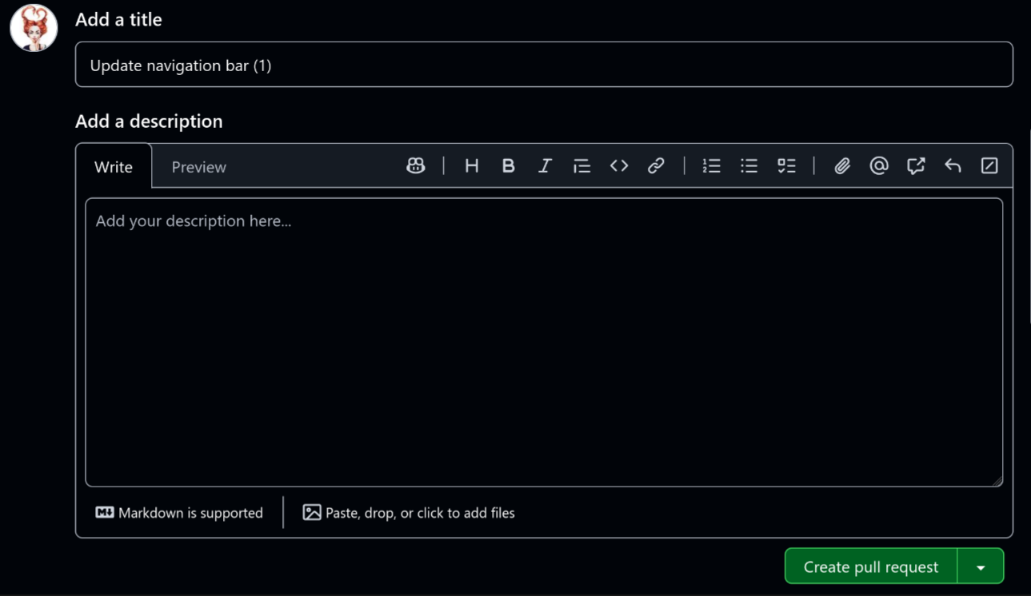 Add a title
Update navigation bar (1)
Add a description
Write Preview
Add your description here...
Markdown is supported
Paste, drop, or click to add files
Create pull request